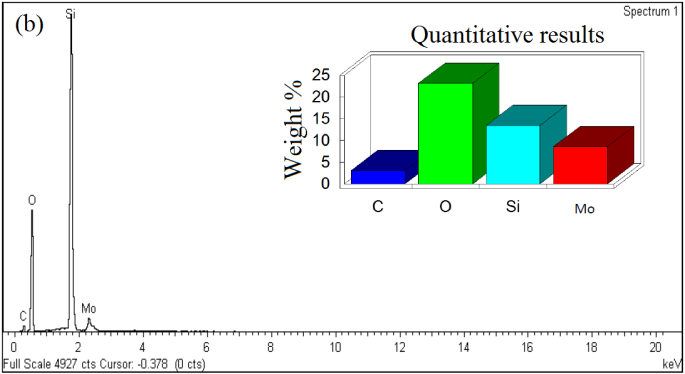 (b)
Si
Spectrum 1
Quantitative results
Weight %
25
20
15
10
5
0
C
O
Si
Mo
O
C
Mo
0 2 4 6 8 10 12 14 16 18 20
Full Scale 4927 cts Cursor: -0.378 (0 cts)
keV